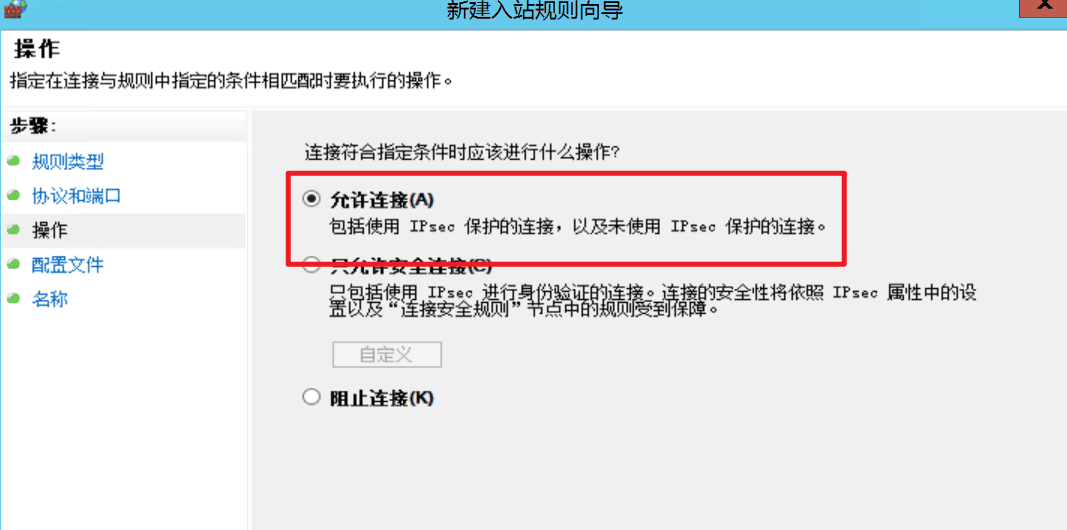 新建入站规则向导
操作
指定在连接与规则中指定的条件相匹配时要执行的操作。
步骤:
规则类型
协议和端口
操作
配置文件
名称
连接符合指定条件时应该进行什么操作?
允许连接(A)
包括使用 IPsec 保护的连接，以及未使用 IPsec 保护的连接。
只允许安全连接(C)
只包括使用 IPsec 进行身份验证的连接。连接的安全性将依照 IPsec 属性中的设
置以及“连接安全规则”节点中的规则受到保障。
自定义
阻止连接(K)